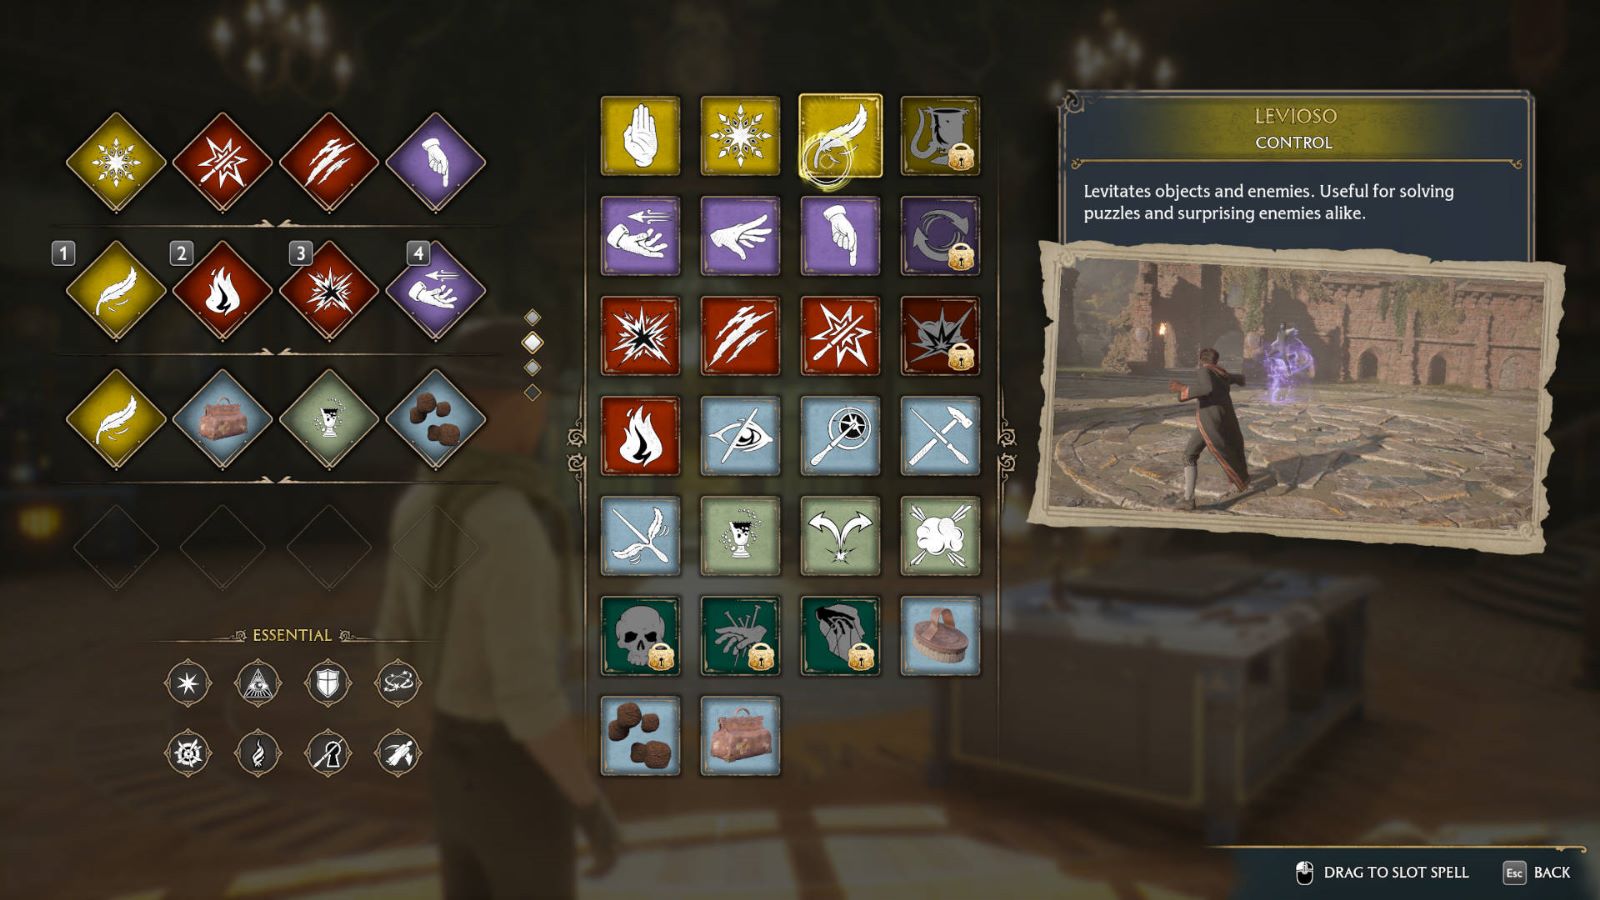 1
2
3
4
ESSENTIAL
LEVIOSO
CONTROL
Levitates objects and enemies. Useful for solving
puzzles and surprising enemies alike.
DRAG TO SLOT SPELL
Esc BACK